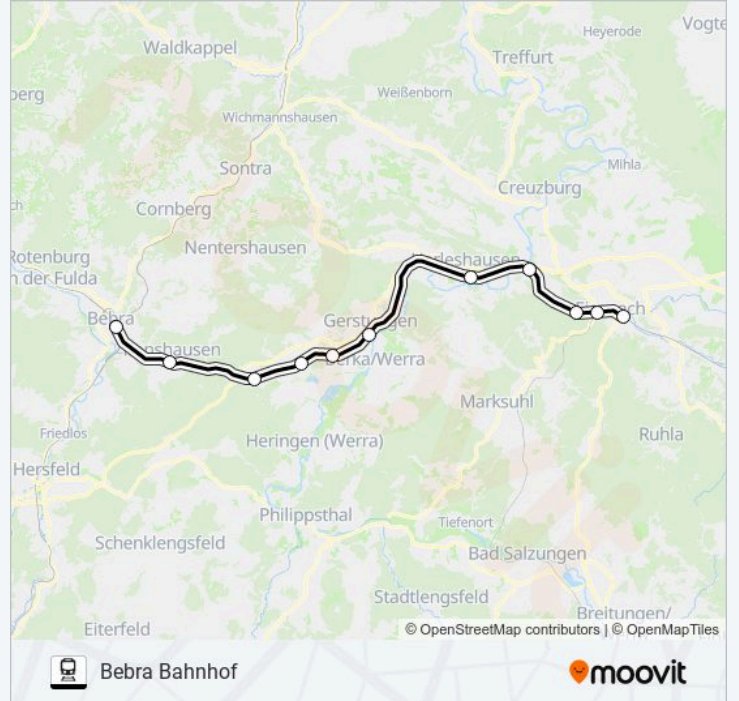 Vogte
Heyerode
Waldkappel
Treffurt
Weißenborn
berg
Wichmannshausen
Sontra
Mihla
Creuzburg
ch
Cornberg
Nentershausen
Rotenburg
n der Fulda
Bebra
Berka/Werra
Marksuhl
Friedlos
Heringen (Werra)
Ruhla
Hersfeld
Philippsthal
Tiefenort
Schenklengsfeld
Bad Salzungen
Stadtlengsfeld
Breitungen/
Eiterfeld
© OpenStreetMap contributors | © OpenMapTiles
Bebra Bahnhof
moovit